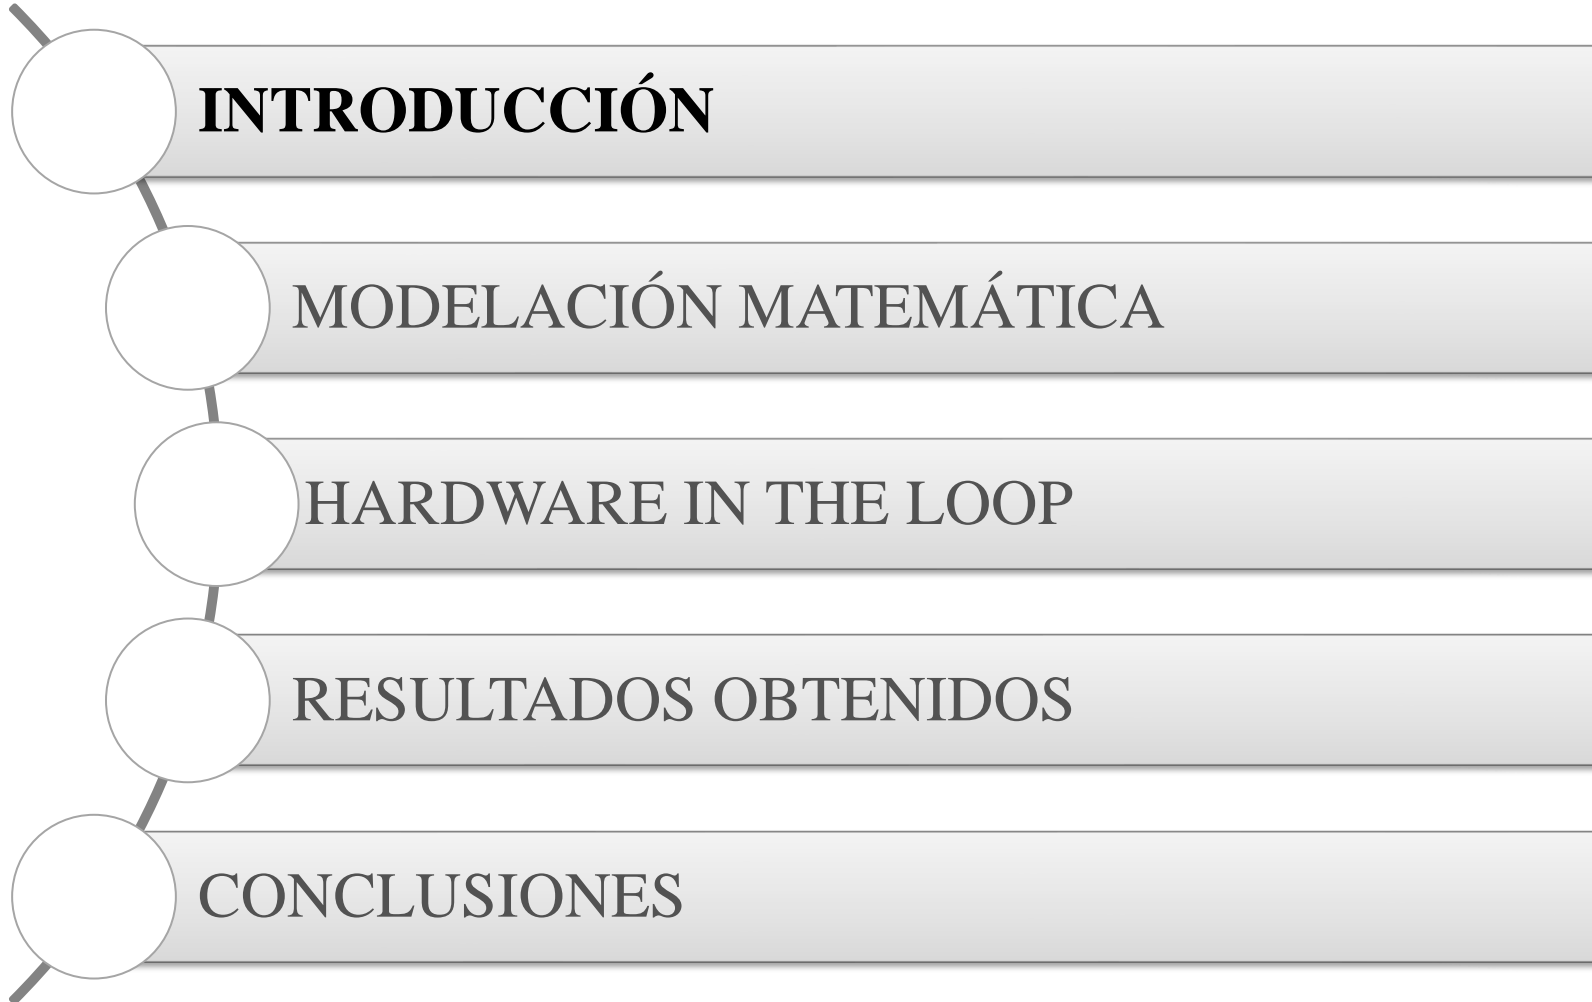 INTRODUCCIÓN
MODELACIÓN MATEMÁTICA
HARDWARE IN THE LOOP
RESULTADOS OBTENIDOS
CONCLUSIONES